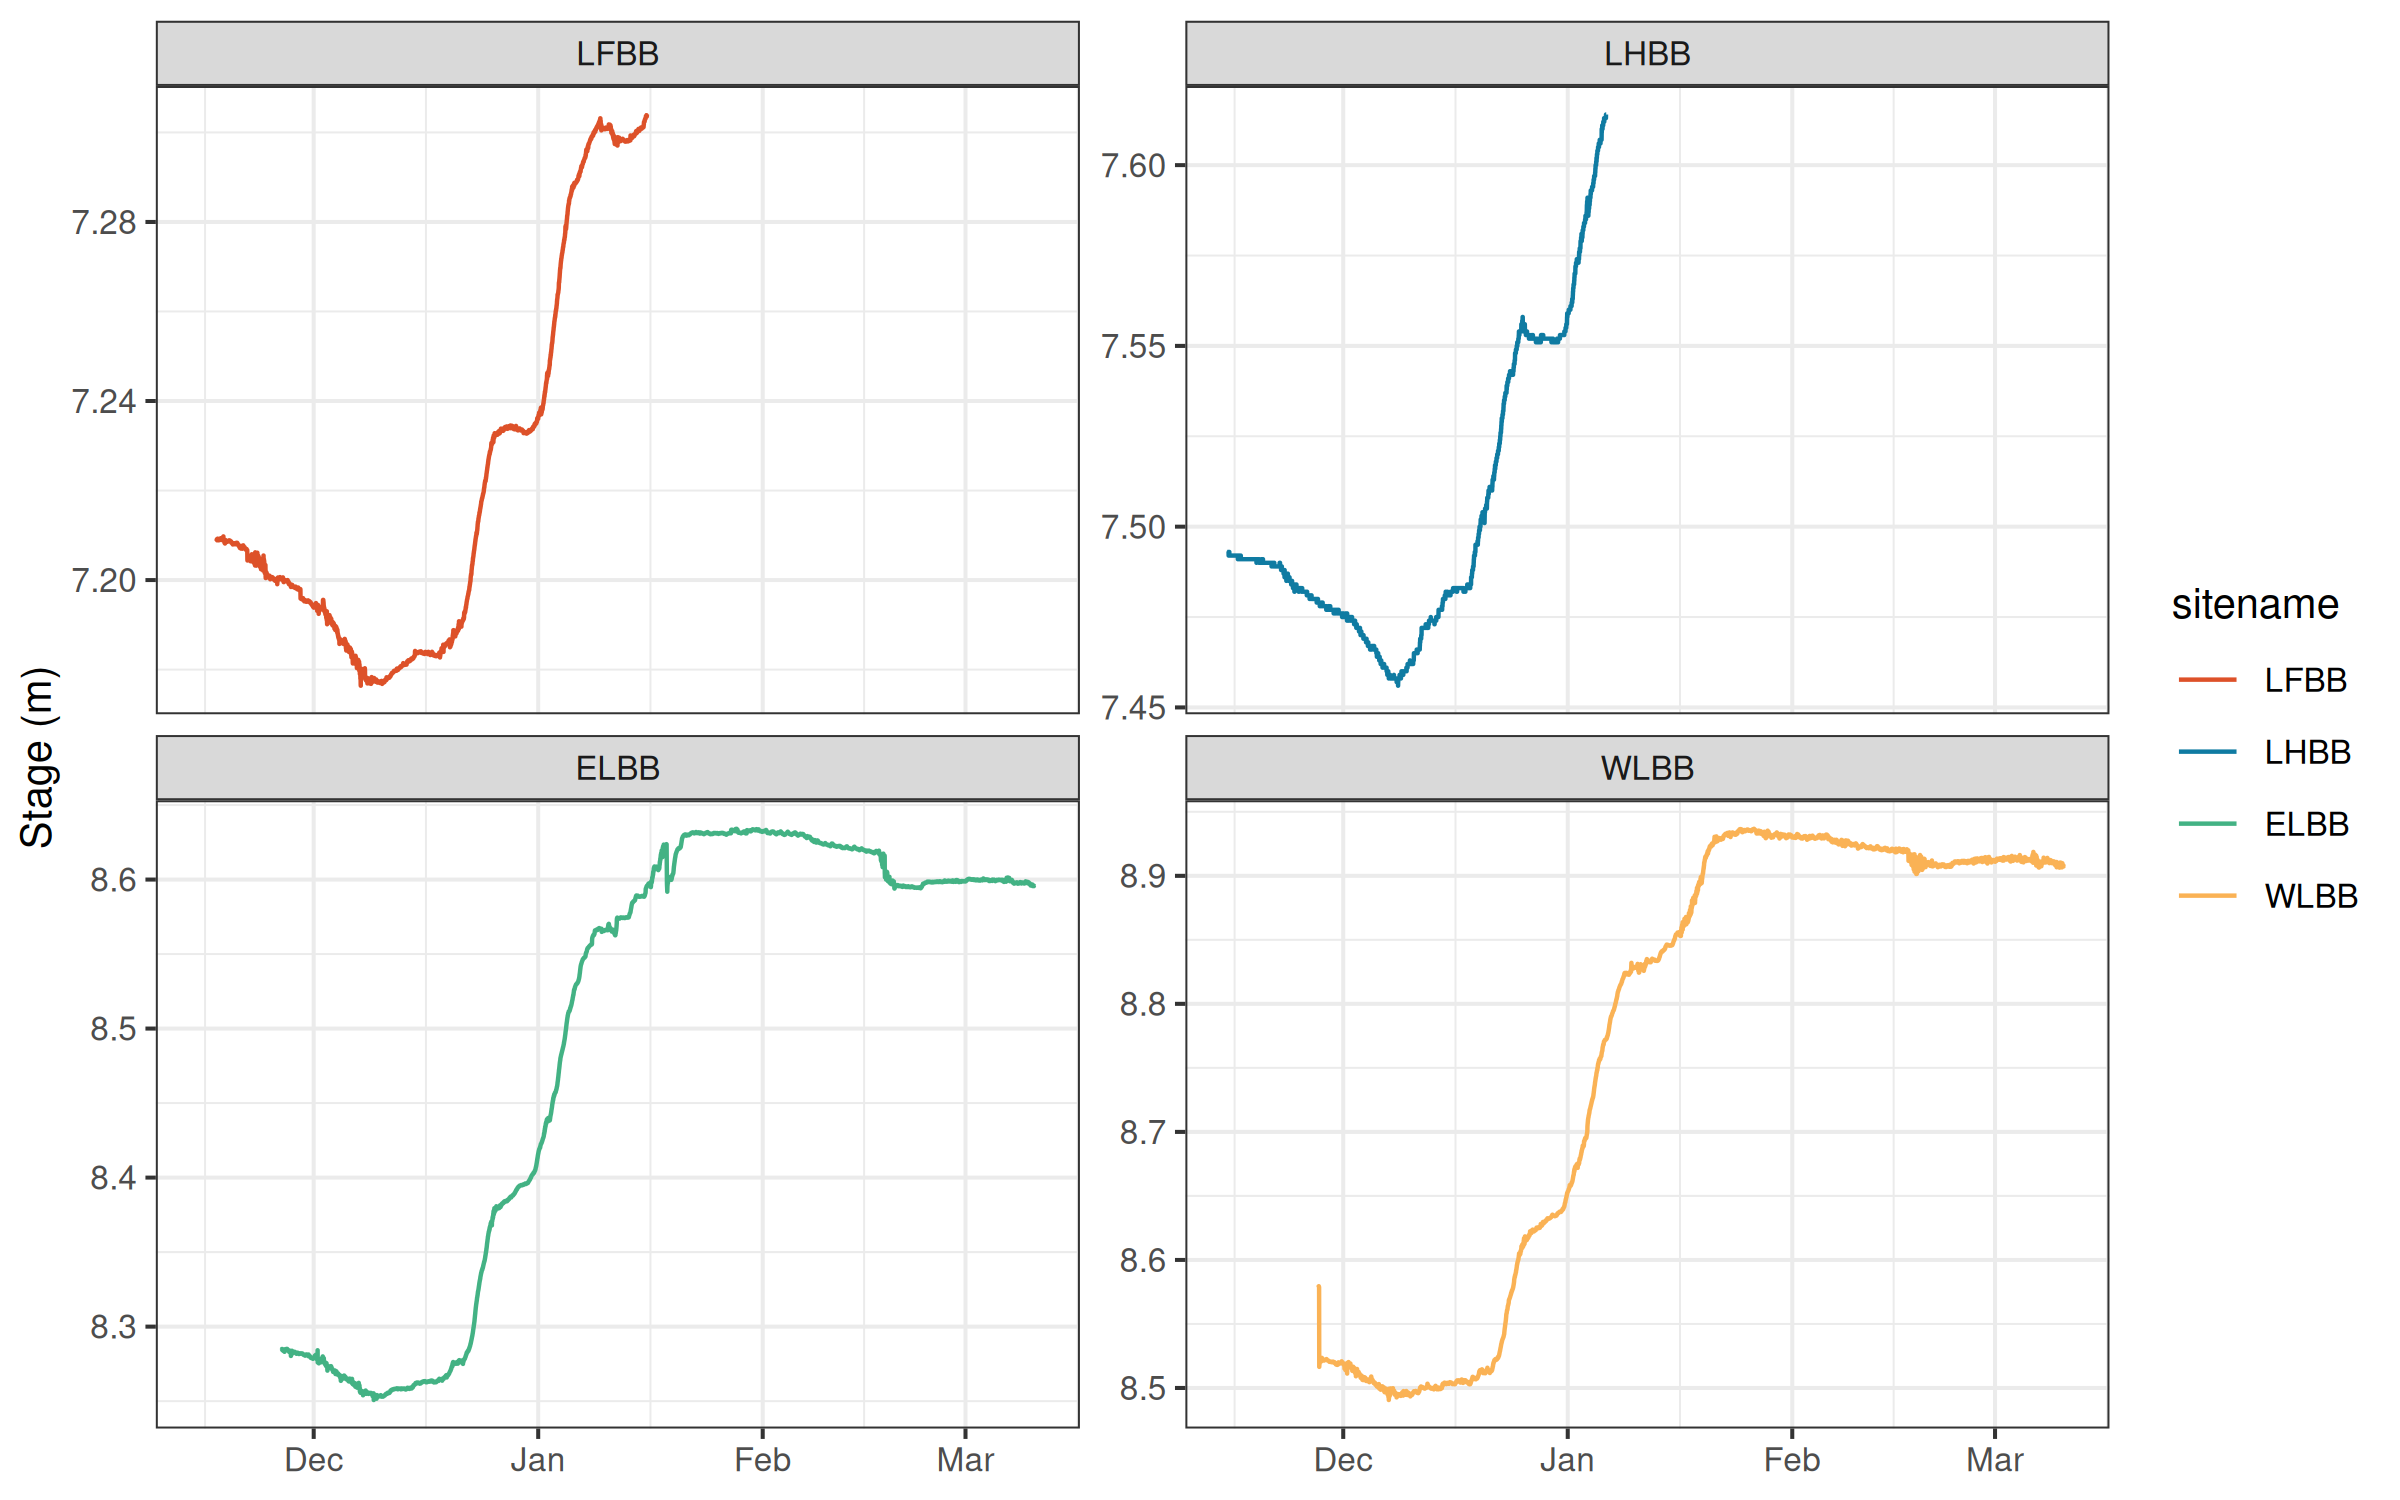 LFBB
LHBB
7.28
7.24
7.20
7.60
7.55
7.50
7.45
Stage (m)
ELBB
WLBB
8.6
8.5
8.4
8.3
8.9
8.8
8.7
8.6
8.5
Dec Jan Feb Mar
Dec Jan Feb Mar
sitename
LFBB
LHBB
ELBB
WLBB